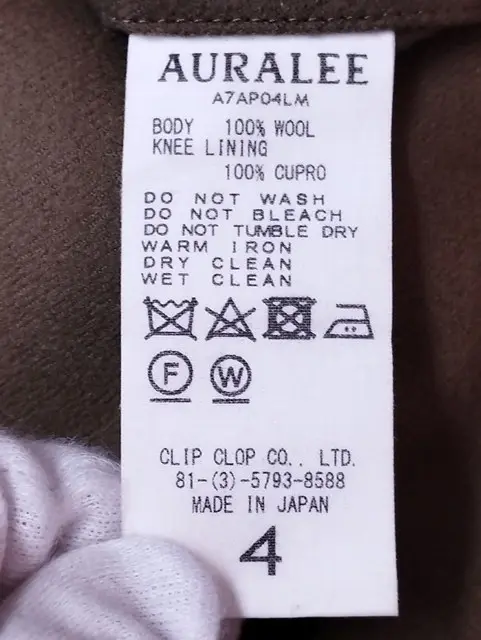 AURALEE
A7AP04LM
BODY 100% WOOL
KNEE LINING
100% CUPRO
DO NOT WASH
DO NOT BLEACH
DO NOT TUMBLE DRY
WARM IRON
DRY CLEAN
WET CLEAN
F W
CLIP CLOP CO., LTD.
81-(3)-5793-8588
MADE IN JAPAN
4